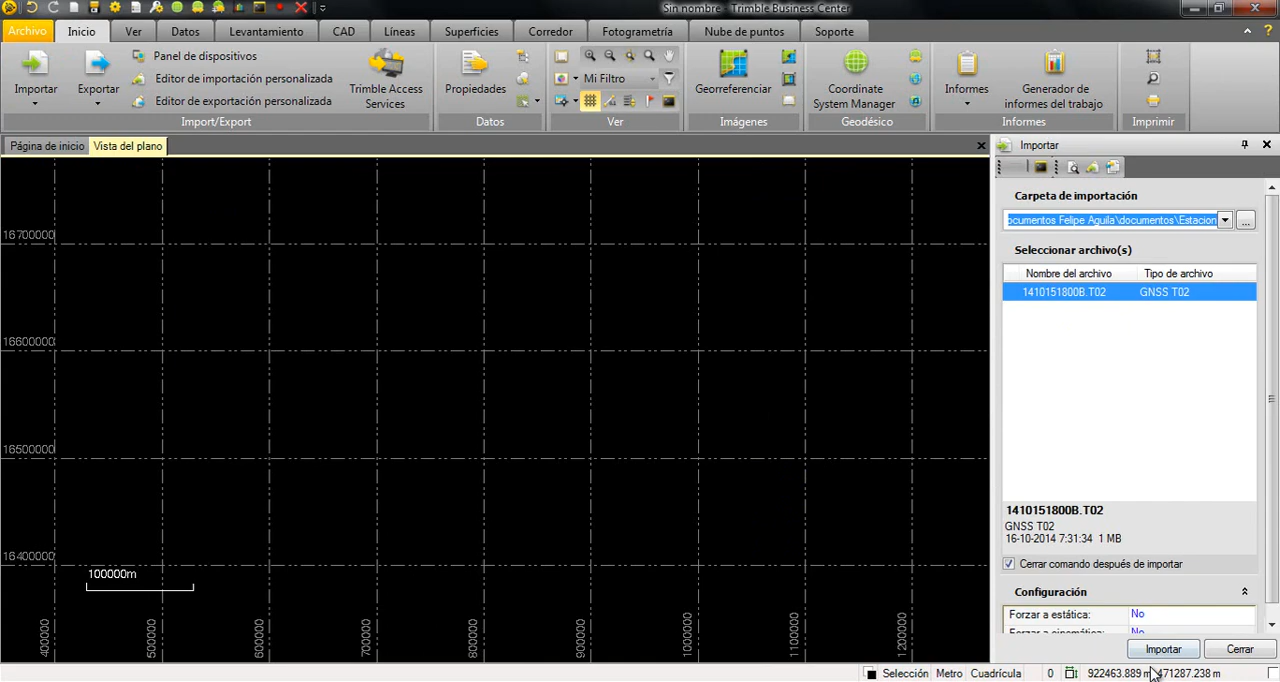 Sin nombre - Trimble Business Center
Archivo Inicio Ver Datos Levantamiento CAD Líneas Superficies Corredor Fotogrametría Nube de puntos Soporte
Importar Exportar Panel de dispositivos
Editor de importación personalizada
Editor de exportación personalizada
Trimble Access Services
Propiedades
Mi Filtro
Georreferenciar
Coordinate System Manager
Informes
Generador de informes del trabajo
Import/Export Datos Ver Imágenes Geodésico Informes Imprimir
Página de inicio Vista del plano
Importar
Carpeta de importación
ocumentos Felipe Aguila\documentos\Estacion
...
Seleccionar archivo(s)
Nombre del archivo Tipo de archivo
1410151800B.T02 GNSS T02
16700000
16600000
16500000
16400000
100000m
400000 500000 600000 700000 800000 900000 1000000 1100000 1200000
1410151800B.T02
GNSS T02
16-10-2014 7:31:34 1 MB
Cerrar comando después de importar
Configuración
Forzar a estática: No
Forzar a cinemática: No
Importar Cerrar
Selección Metro Cuadrícula 0 922463.889 m 471287.238 m